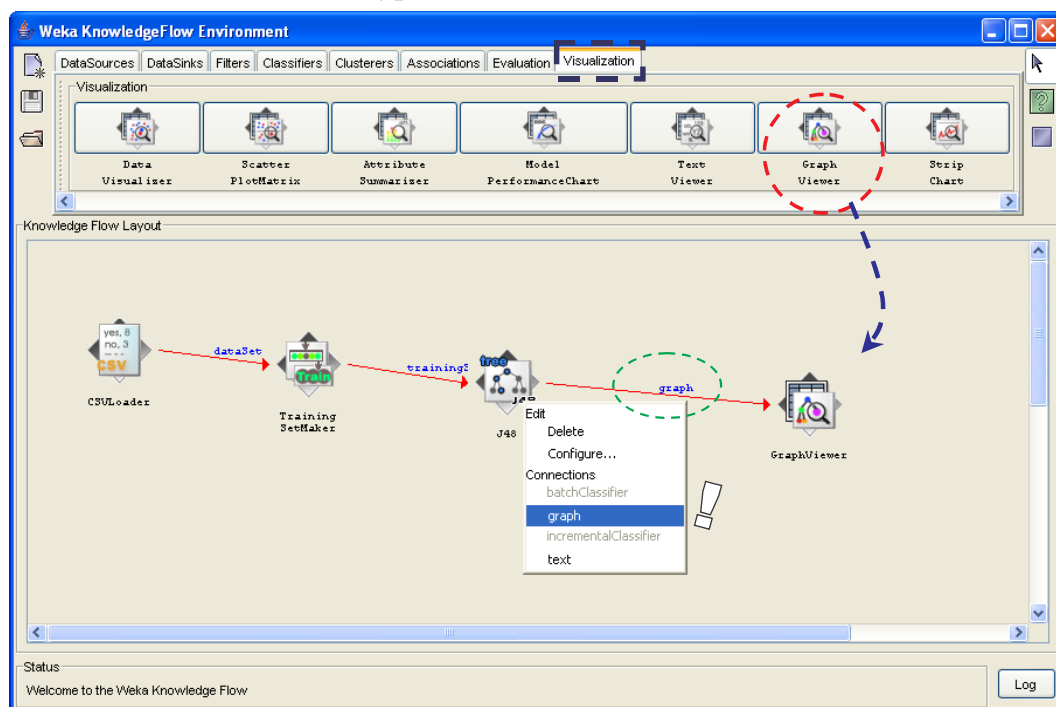 Weka KnowledgeFlow Environment
DataSources DataSinks Filters Classifiers Clusterers Associations Evaluation Visualization
Visualization
Data Visualizer
Scatter PlotMatrix
Attribute Summarizer
Model PerformanceChart
Text Viewer
Graph Viewer
Strip Chart
Knowledge Flow Layout
yes, 8
no, 3
CSV
CSVLoader
dataSet
Train
Training
SetMaker
trainingS
tree
J48
J48
graph
GraphViewer
Edit
Delete
Configure...
Connections
batchClassifier
graph
incrementalClassifier
text
!
Status
Welcome to the Weka Knowledge Flow
Log